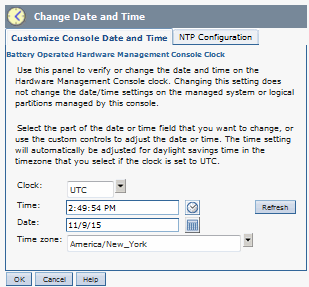 Change Date and Time
Customize Console Date and Time NTP Configuration
Battery Operated Hardware Management Console Clock
Use this panel to verify or change the date and time on the
Hardware Management Console clock. Changing this setting does
not change the date/time settings on the managed system or logical
partitions managed by this console.
Select the part of the date or time field that you want to change, or
use the custom controls to adjust the date or time. The time setting
will automatically be adjusted for daylight savings time in the
timezone that you select if the clock is set to UTC.
Clock: UTC
Time: 2:49:54 PM Refresh
Date: 11/9/15
Time zone: America/New_York
OK Cancel Help